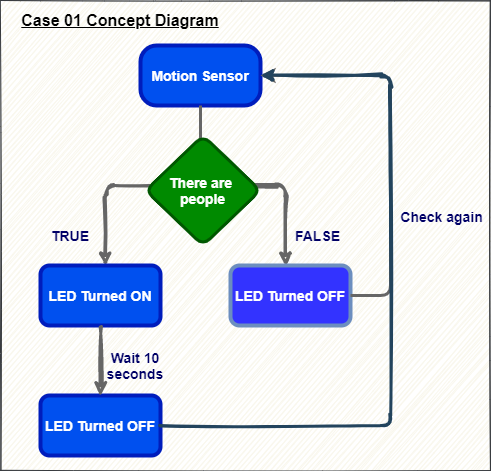 Case 01 Concept Diagram
Motion Sensor
There are
people
TRUE
FALSE
Check again
LED Turned ON
LED Turned OFF
Wait 10
seconds
LED Turned OFF